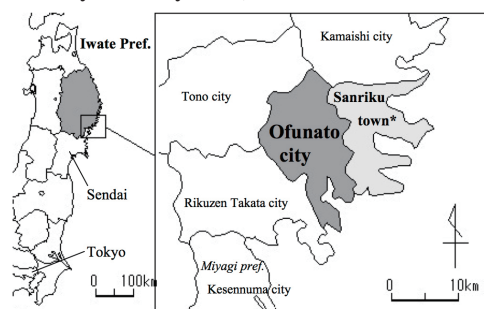 Iwate Pref.
Sendai
Tokyo
0 100km
Kamaishi city
Tono city
Sanriku
town*
Ofunato
city
Rikuzen Takata city
Miyagi pref.
Kesennuma city
0 10km